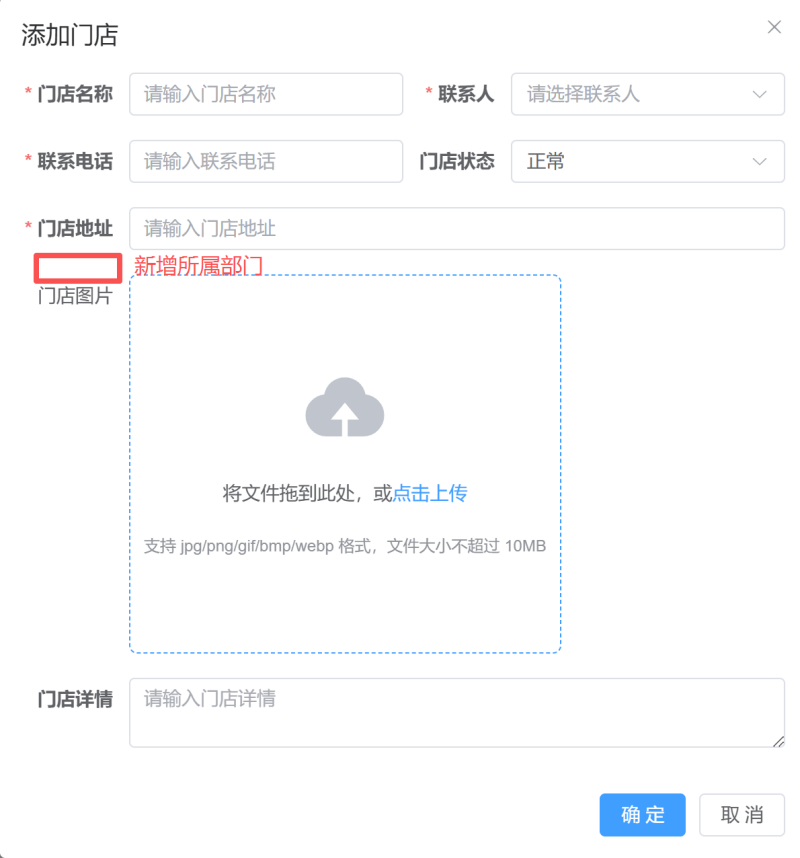 添加门店
* 门店名称 请输入门店名称 * 联系人 请选择联系人
* 联系电话 请输入联系电话 门店状态 正常
* 门店地址 请输入门店地址
新增所属部门
门店图片
将文件拖到此处，或点击上传
支持 jpg/png/gif/bmp/webp 格式，文件大小不超过 10MB
门店详情 请输入门店详情
确 定 取 消